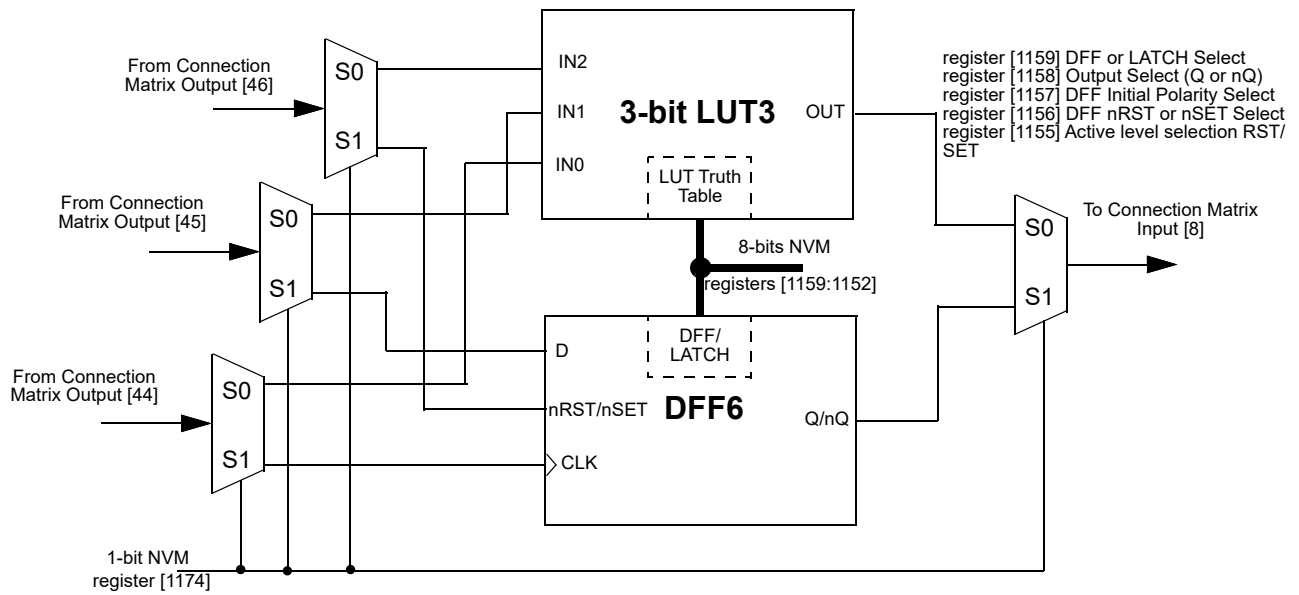 From Connection
Matrix Output [46]
S0
S1
IN2
IN1
IN0
3-bit LUT3
OUT
LUT Truth
Table
register [1159] DFF or LATCH Select
register [1158] Output Select (Q or nQ)
register [1157] DFF Initial Polarity Select
register [1156] DFF nRST or nSET Select
register [1155] Active level selection RST/
SET
From Connection
Matrix Output [45]
S0
S1
8-bits NVM
registers [1159:1152]
S0
S1
To Connection Matrix
Input [8]
From Connection
Matrix Output [44]
S0
S1
D
nRST/nSET
CLK
DFF/
LATCH
DFF6
Q/nQ
1-bit NVM
register [1174]